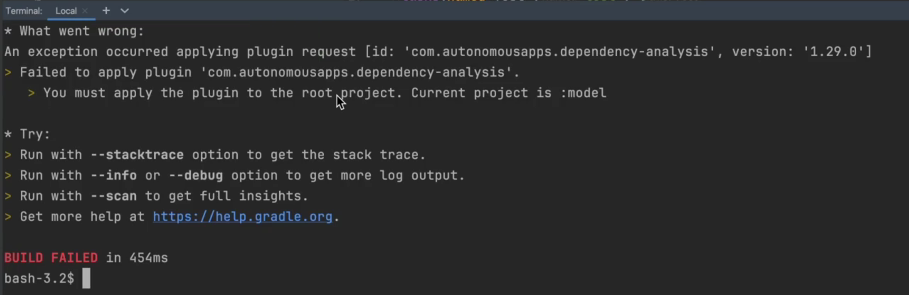 Terminal: Local × + ∨
* What went wrong:
An exception occurred applying plugin request [id: 'com.autonomousapps.dependency-analysis', version: '1.29.0']
> Failed to apply plugin 'com.autonomousapps.dependency-analysis'.
> You must apply the plugin to the root project. Current project is :model
* Try:
> Run with --stacktrace option to get the stack trace.
> Run with --info or --debug option to get more log output.
> Run with --scan to get full insights.
> Get more help at https://help.gradle.org.
BUILD FAILED in 454ms
bash-3.2$